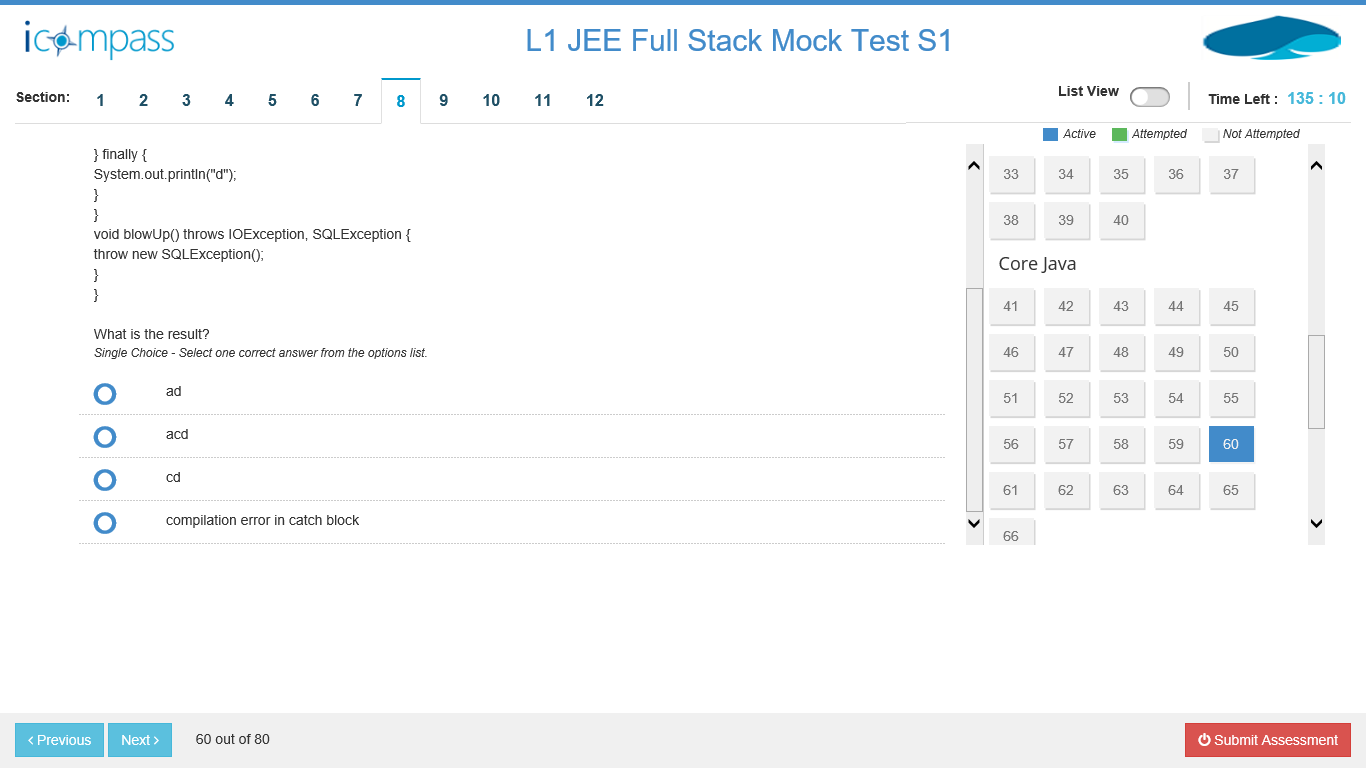 icompass
L1 JEE Full Stack Mock Test S1
Section: 1 2 3 4 5 6 7 8 9 10 11 12
List View
Time Left : 135 : 10
Active Attempted Not Attempted
} finally {
System.out.println("d");
}
}
void blowUp() throws IOException, SQLException {
throw new SQLException();
}
}
What is the result?
Single Choice - Select one correct answer from the options list.
ad
acd
cd
compilation error in catch block
33 34 35 36 37
38 39 40
Core Java
41 42 43 44 45
46 47 48 49 50
51 52 53 54 55
56 57 58 59 60
61 62 63 64 65
66
< Previous
Next >
60 out of 80
Submit Assessment